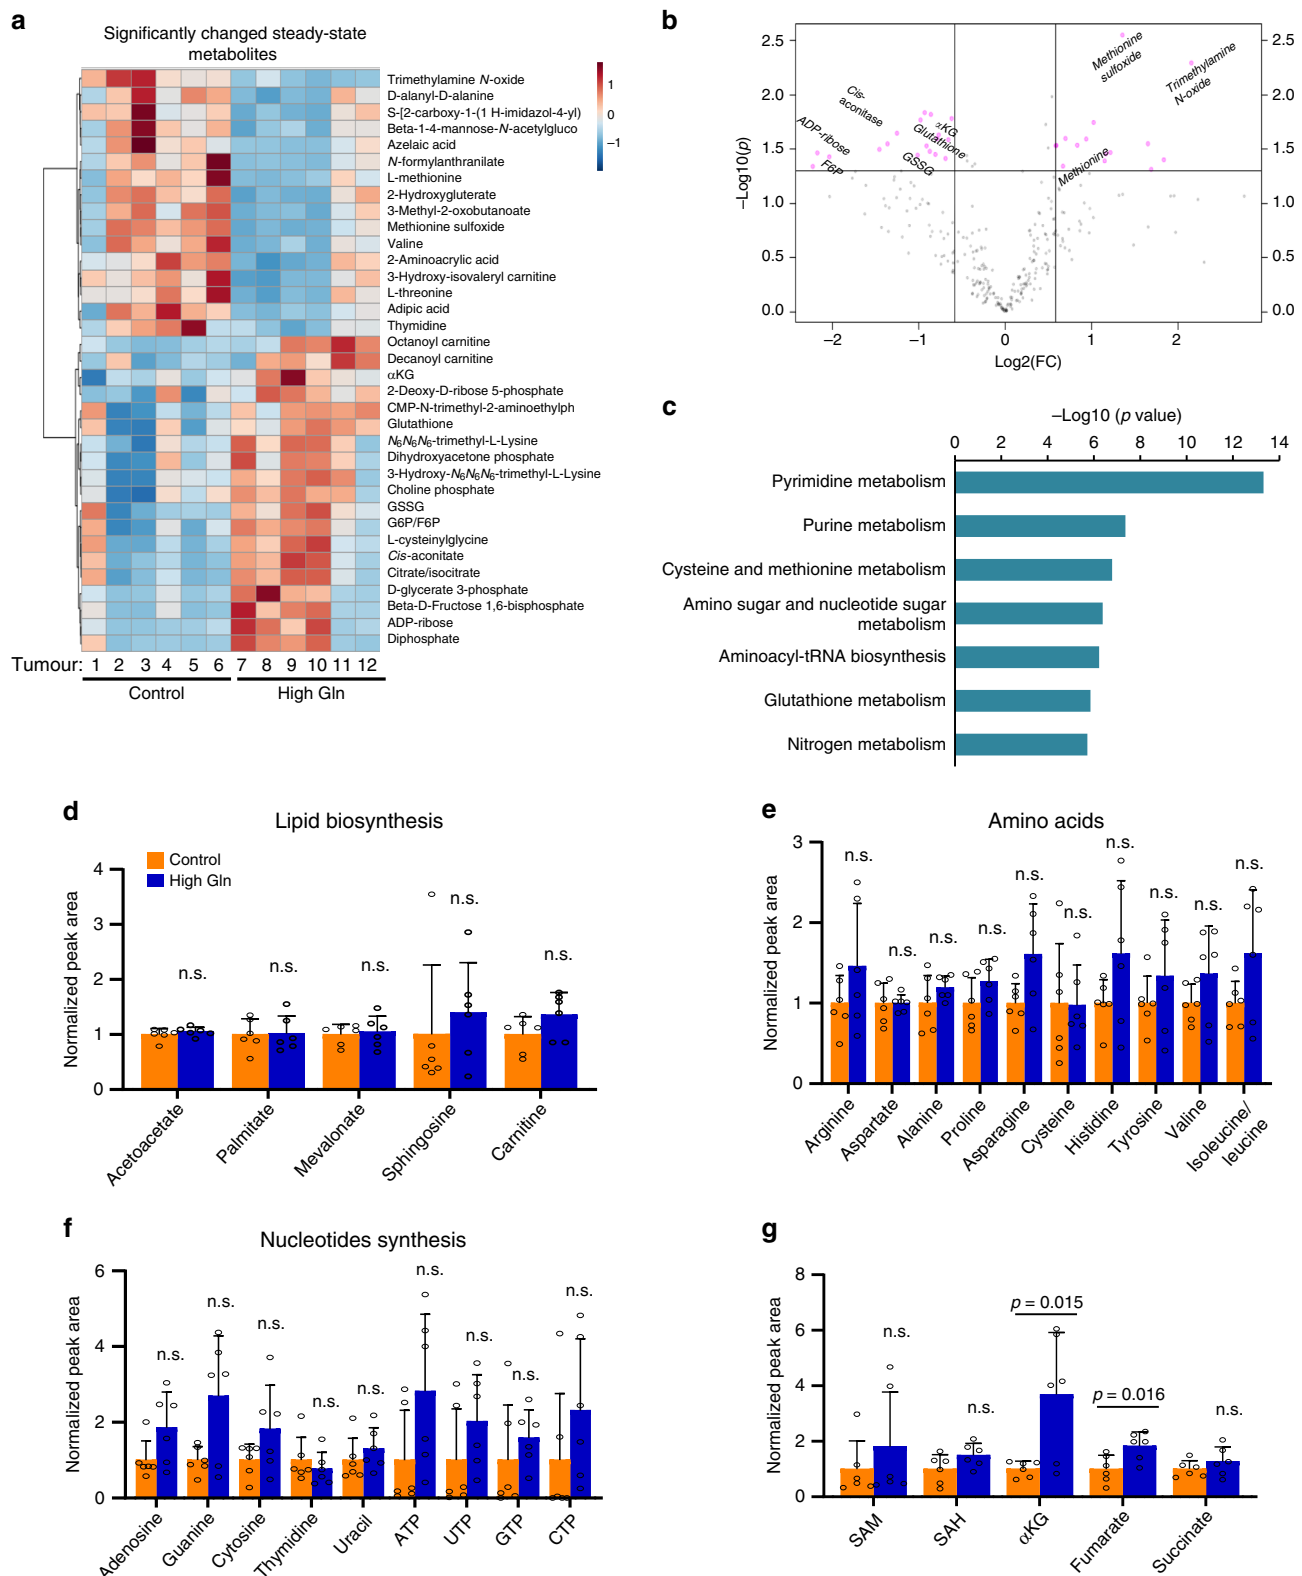 a
Significantly changed steady-state
metabolites
Trimethylamine N-oxide
D-alanyl-D-alanine
S-[2-carboxy-1-(1 H-imidazol-4-yl)
Beta-1-4-mannose-N-acetylgluco
Azelaic acid
N-formylanthranilate
L-methionine
2-Hydroxygluterate
3-Methyl-2-oxobutanoate
Methionine sulfoxide
Valine
2-Aminoacrylic acid
3-Hydroxy-isovaleryl carnitine
L-threonine
Adipic acid
Thymidine
Octanoyl carnitine
Decanoyl carnitine
αKG
2-Deoxy-D-ribose 5-phosphate
CMP-N-trimethyl-2-aminoethylph
Glutathione
N6N6N6-trimethyl-L-Lysine
Dihydroxyacetone phosphate
3-Hydroxy-N6N6N6-trimethyl-L-Lysine
Choline phosphate
GSSG
G6P/F6P
L-cysteinylglycine
Cis-aconitate
Citrate/isocitrate
D-glycerate 3-phosphate
Beta-D-Fructose 1,6-bisphosphate
ADP-ribose
Diphosphate
1
−1
Tumour: 1 2 3 4 5 6 7 8 9 10 11 12
Control High Gln
b
−Log10(p)
2.5
2.0
1.5
1.0
0.5
0.0
2.5
2.0
1.5
1.0
0.5
0.0
Methionine
sulfoxide
Trimethylamine
N-oxide
Cis-
aconitase
ADP-ribose
F6P
αKG
Glutathione
GSSG
Methionine
−2 −1 0 1 2
Log2(FC)
c
−Log10 (p value)
0 2 4 6 8 10 12 14
Pyrimidine metabolism
Purine metabolism
Cysteine and methionine metabolism
Amino sugar and nucleotide sugar
metabolism
Aminoacyl-tRNA biosynthesis
Glutathione metabolism
Nitrogen metabolism
d
Lipid biosynthesis
Control
High Gln
Normalized peak area
4
3
2
1
0
n.s. n.s. n.s. n.s. n.s.
Acetoacetate
Palmitate
Mevalonate
Sphingosine
Carnitine
e
Amino acids
Normalized peak area
3
2
1
0
n.s. n.s. n.s. n.s. n.s. n.s. n.s. n.s. n.s. n.s.
Arginine
Aspartate
Alanine
Proline
Asparagine
Cysteine
Histidine
Tyrosine
Valine
Isoleucine/
leucine
f
Nucleotides synthesis
Normalized peak area
6
4
2
0
n.s. n.s. n.s. n.s. n.s. n.s. n.s. n.s. n.s.
Adenosine
Guanine
Cytosine
Thymidine
Uracil
ATP
UTP
GTP
CTP
g
Normalized peak area
8
6
4
2
0
n.s. n.s. p = 0.015 p = 0.016 n.s.
SAM
SAH
αKG
Fumarate
Succinate